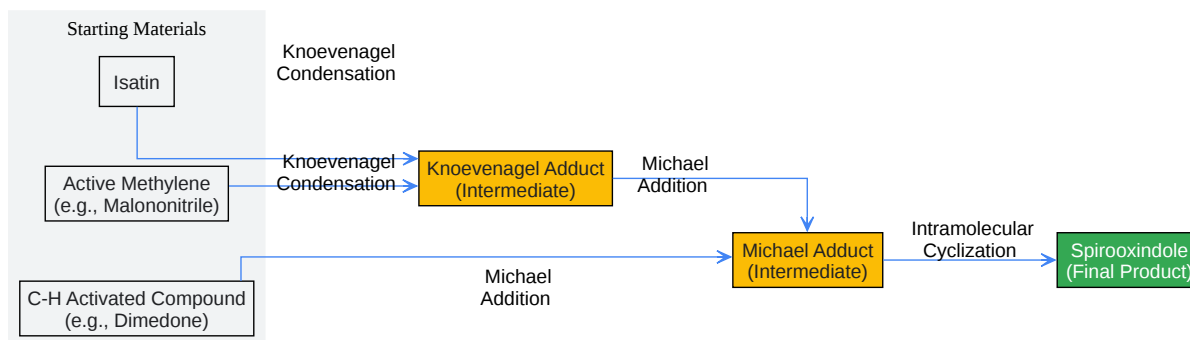 Starting Materials
Isatin
Knoevenagel
Condensation
Active Methylene
(e.g., Malononitrile)
Knoevenagel
Condensation
Knoevenagel Adduct
(Intermediate)
Michael
Addition
C-H Activated Compound
(e.g., Dimedone)
Michael
Addition
Michael Adduct
(Intermediate)
Intramolecular
Cyclization
Spirooxindole
(Final Product)